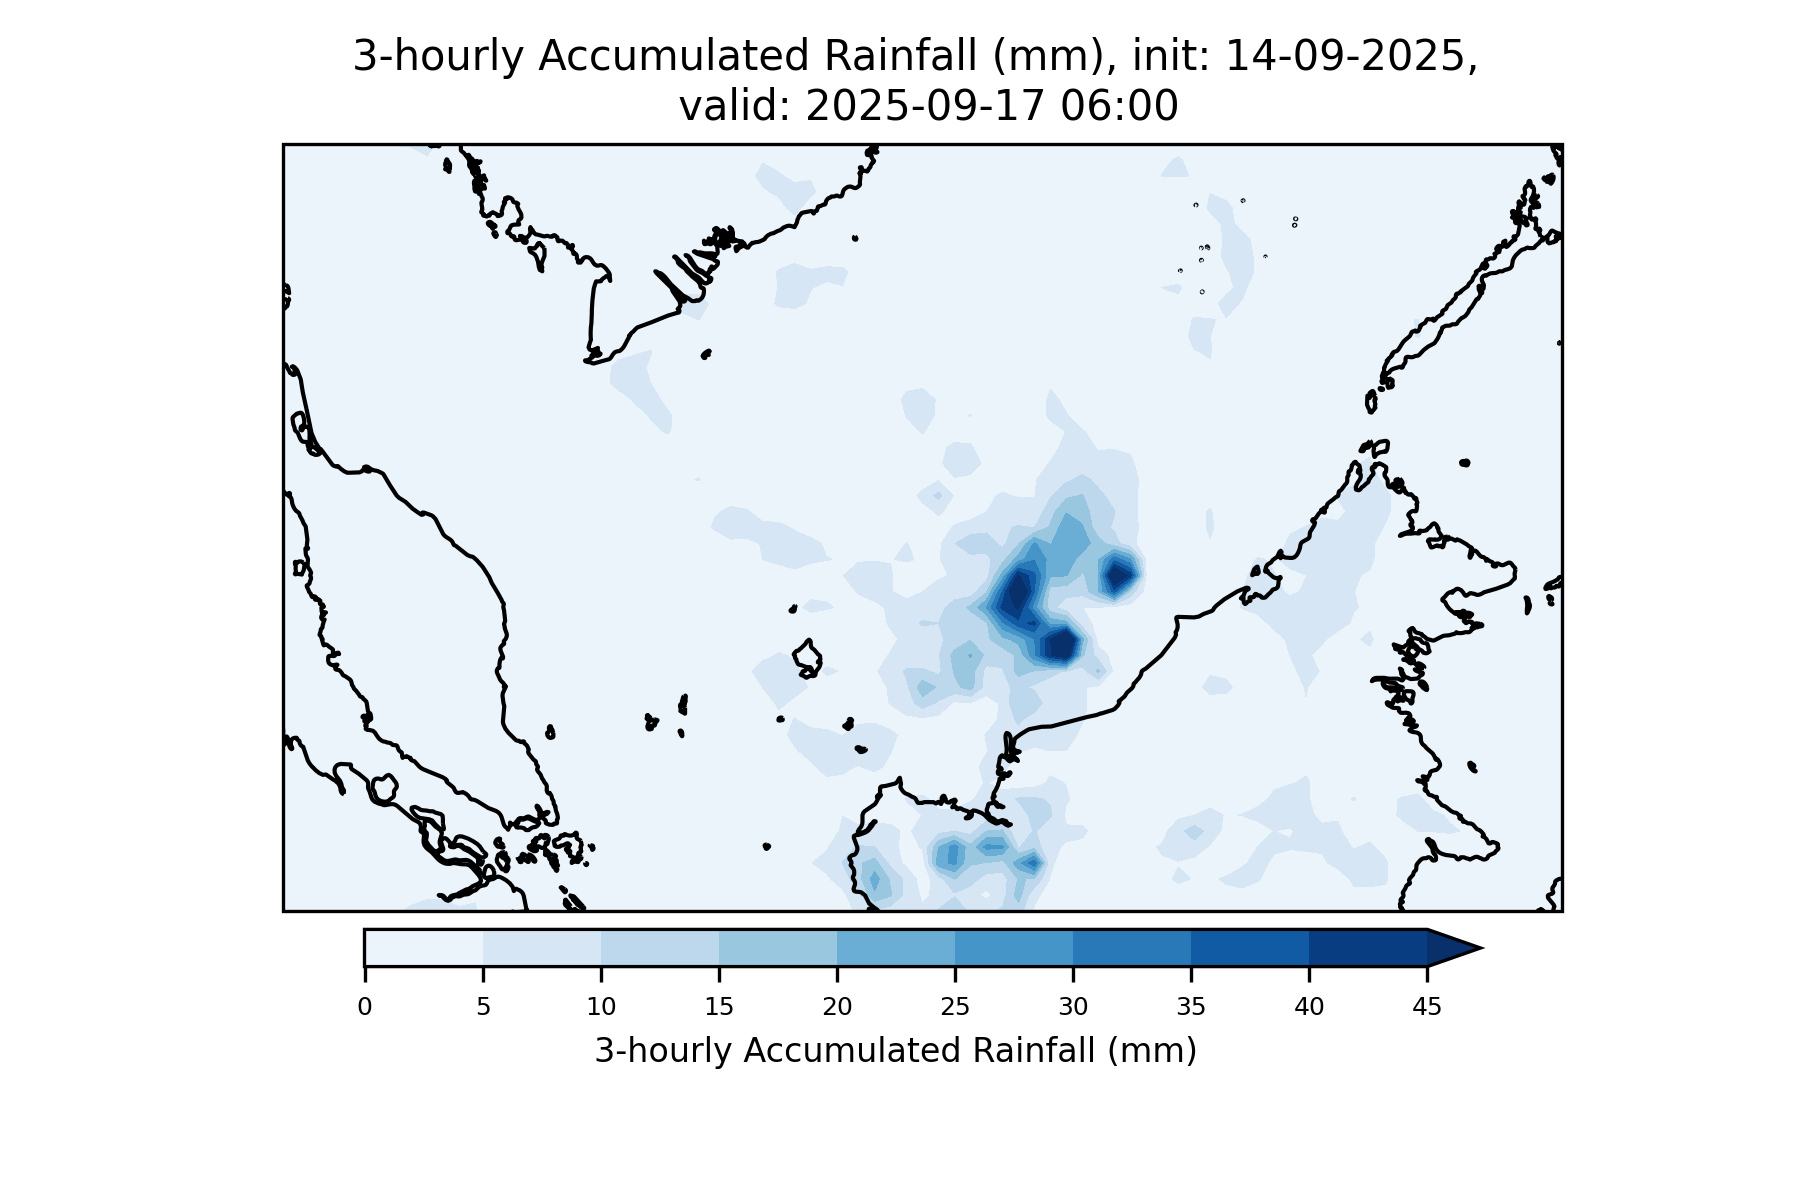 3-hourly Accumulated Rainfall (mm), init: 14-09-2025,
valid: 2025-09-17 06:00
0 5 10 15 20 25 30 35 40 45
3-hourly Accumulated Rainfall (mm)